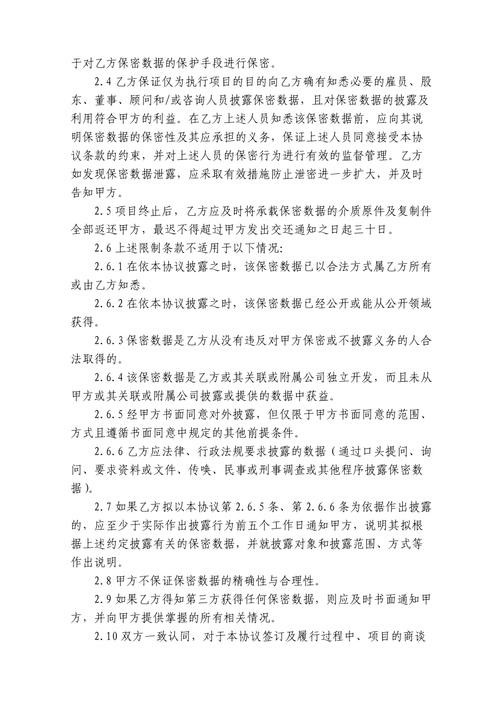 于对乙方保密数据的保护手段进行保密。
2.4乙方保证仅为执行项目的目的向乙方确有知悉必要的雇员、股
东、董事、顾问和/或咨询人员披露保密数据，且对保密数据的披露及
利用符合甲方的利益。在乙方上述人员知悉该保密数据前，应向其说
明保密数据的保密性及其应承担的义务，保证上述人员同意接受本协
议条款的约束，并对上述人员的保密行为进行有效的监督管理。乙方
如发现保密数据泄露，应采取有效措施防止泄密进一步扩大，并及时
告知甲方。
2.5项目终止后，乙方应及时将承载保密数据的介质原件及复制件
全部返还甲方，最迟不得超过甲方发出交还通知之日起三十日。
2.6上述限制条款不适用于以下情况:
2.6.1在依本协议披露之时，该保密数据已以合法方式属乙方所有
或由乙方知悉。
2.6.2在依本协议披露之时，该保密数据已经公开或能从公开领域
获得。
2.6.3保密数据是乙方从没有违反对甲方保密或不披露义务的人合
法取得的。
2.6.4该保密数据是乙方或其关联或附属公司独立开发，而且未从
甲方或其关联或附属公司披露或提供的数据中获益。
2.6.5经甲方书面同意对外披露，但仅限于甲方书面同意的范围、
方式且遵循书面同意中规定的其他前提条件。
2.6.6乙方应法律、行政法规要求披露的数据（通过口头提问、询
问、要求资料或文件、传唤、民事或刑事调查或其他程序披露保密数
据）。
2.7如果乙方拟以本协议第2.6.5条、第2.6.6条为依据作出披露
的，应至少于实际作出披露行为前五个工作日通知甲方，说明其拟根
据上述约定披露有关的保密数据，并就披露对象和披露范围、方式等
作出说明。
2.8甲方不保证保密数据的精确性与合理性。
2.9如果乙方得知第三方获得任何保密数据，则应及时书面通知甲
方，并向甲方提供掌握的所有相关情况。
2.10双方一致认同，对于本协议签订及履行过程中、项目的商谈